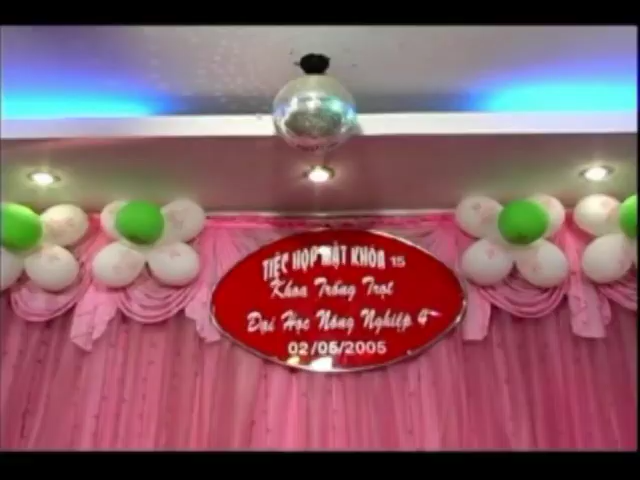 TIỆC HỌP MẶT KHÓA 15
Khoa Trồng Trọt
Đại Học Nông Nghiệp 4
02/05/2005